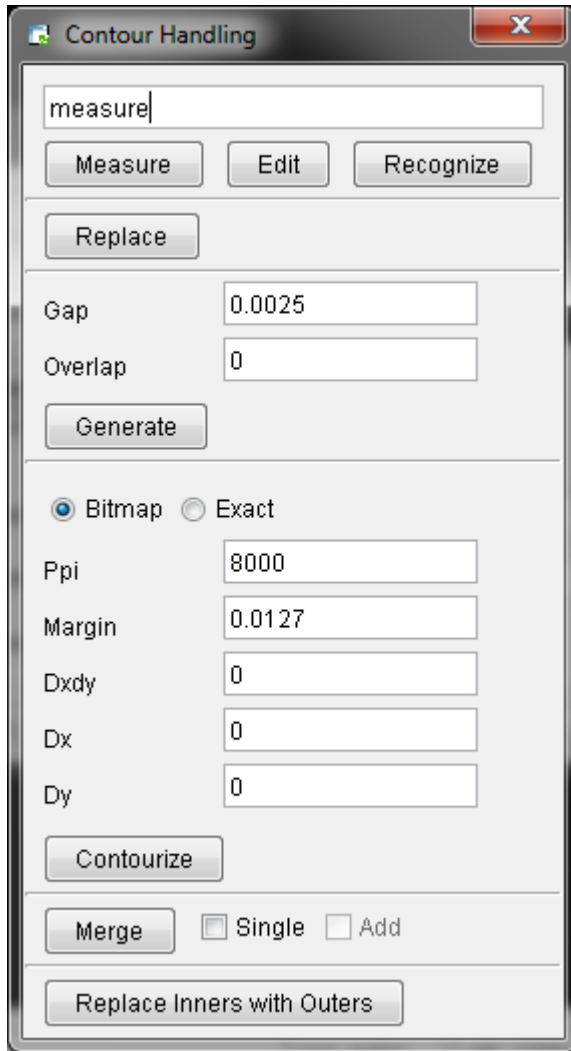 Contour Handling
measure
Measure Edit Recognize
Replace
Gap 0.0025
Overlap 0
Generate
Bitmap Exact
Ppi 8000
Margin 0.0127
Dxdy 0
Dx 0
Dy 0
Contourize
Merge Single Add
Replace Inners with Outers